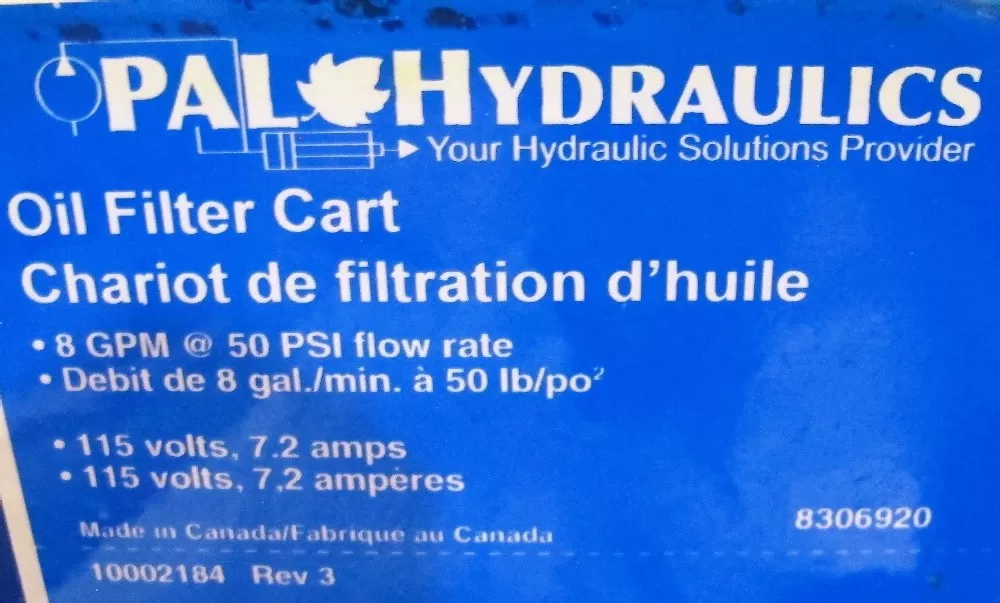 OPAL HYDRAULICS
Your Hydraulic Solutions Provider
Oil Filter Cart
Chariot de filtration d'huile
• 8 GPM @ 50 PSI flow rate
• Debit de 8 gal./min. à 50 lb/po²
• 115 volts, 7.2 amps
• 115 volts, 7,2 ampères
8306920
Made in Canada/Fabrique au Canada
10002184 Rev 3